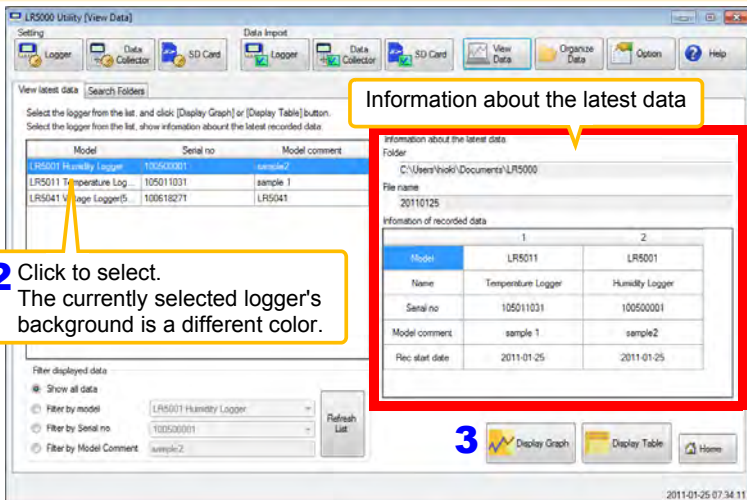 LR5000 Utility [View Data]
Setting
Data Import
Logger
Data Collector
SD Card
Logger
Data Collector
SD Card
View Data
Organize Data
Option
Help
View latest data
Search Folders
Information about the latest data
Select the logger from the list, and click [Display Graph] or [Display Table] button.
Select the logger from the list, show infomation abount the latest recorded data.
Model
Serial no
Model comment
LR5001 Humidity Logger
100500001
sample2
LR5011 Temperature Log...
105011031
sample 1
LR5041 Voltage Logger(5...
100618271
LR5041
2 Click to select.
The currently selected logger's
background is a different color.
Information about the latest data
Folder
C:\Users\hioki\Documents\LR5000
File name
20110125
Infomation of recorded data
1 2
Model LR5011 LR5001
Name Temperature Logger Humidity Logger
Serial no 105011031 100500001
Model comment sample 1 sample2
Rec start date 2011-01-25 2011-01-25
Filter displayed data
Show all data
Filter by model
LR5001 Humidity Logger
Filter by Serial no
100500001
Filter by Model Comment
sample2
Refresh List
3
Display Graph
Display Table
Home
2011-01-25 07:34:11